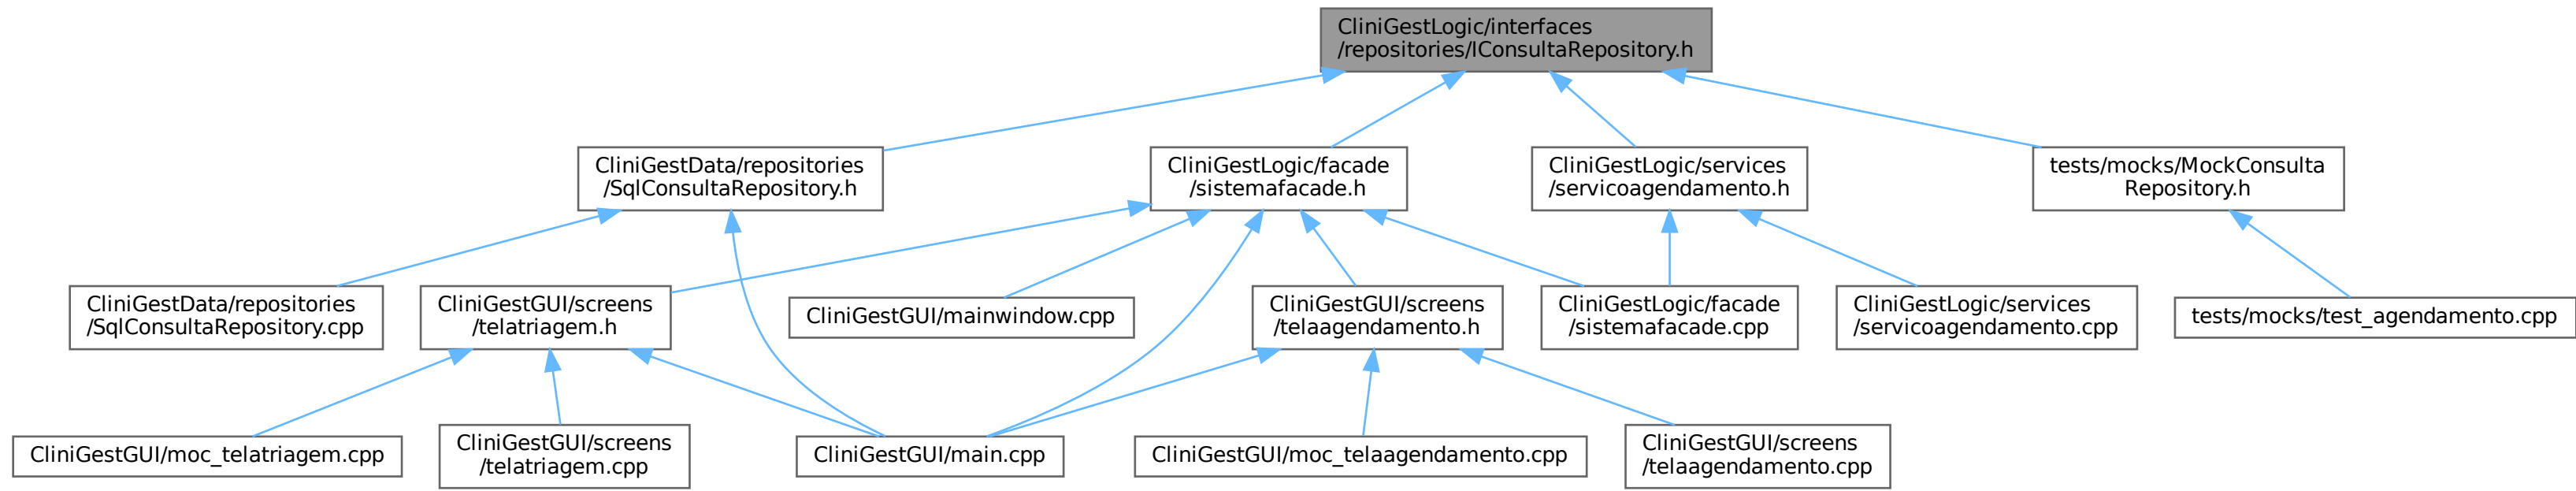 CliniGestLogic/interfaces
/repositories/IConsultaRepository.h
CliniGestData/repositories
/SqlConsultaRepository.h
CliniGestLogic/facade
/sistemafacade.h
CliniGestLogic/services
/servicoagendamento.h
tests/mocks/MockConsulta
Repository.h
CliniGestData/repositories
/SqlConsultaRepository.cpp
CliniGestGUI/screens
/telatriagem.h
CliniGestGUI/mainwindow.cpp
CliniGestGUI/screens
/telaagendamento.h
CliniGestLogic/facade
/sistemafacade.cpp
CliniGestLogic/services
/servicoagendamento.cpp
tests/mocks/test_agendamento.cpp
CliniGestGUI/moc_telatriagem.cpp
CliniGestGUI/screens
/telatriagem.cpp
CliniGestGUI/main.cpp
CliniGestGUI/moc_telaagendamento.cpp
CliniGestGUI/screens
/telaagendamento.cpp